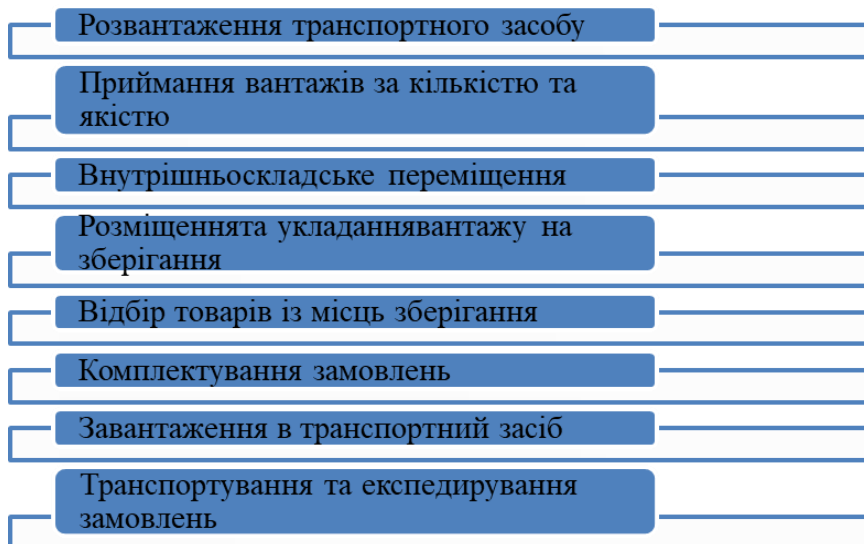 Розвантаження транспортного засобу
Приймання вантажів за кількістю та
якістю
Внутрішньоскладське переміщення
Розміщеннята укладаннявантажу на
зберігання
Відбір товарів із місць зберігання
Комплектування замовлень
Завантаження в транспортний засіб
Транспортування та експедирування
замовлень